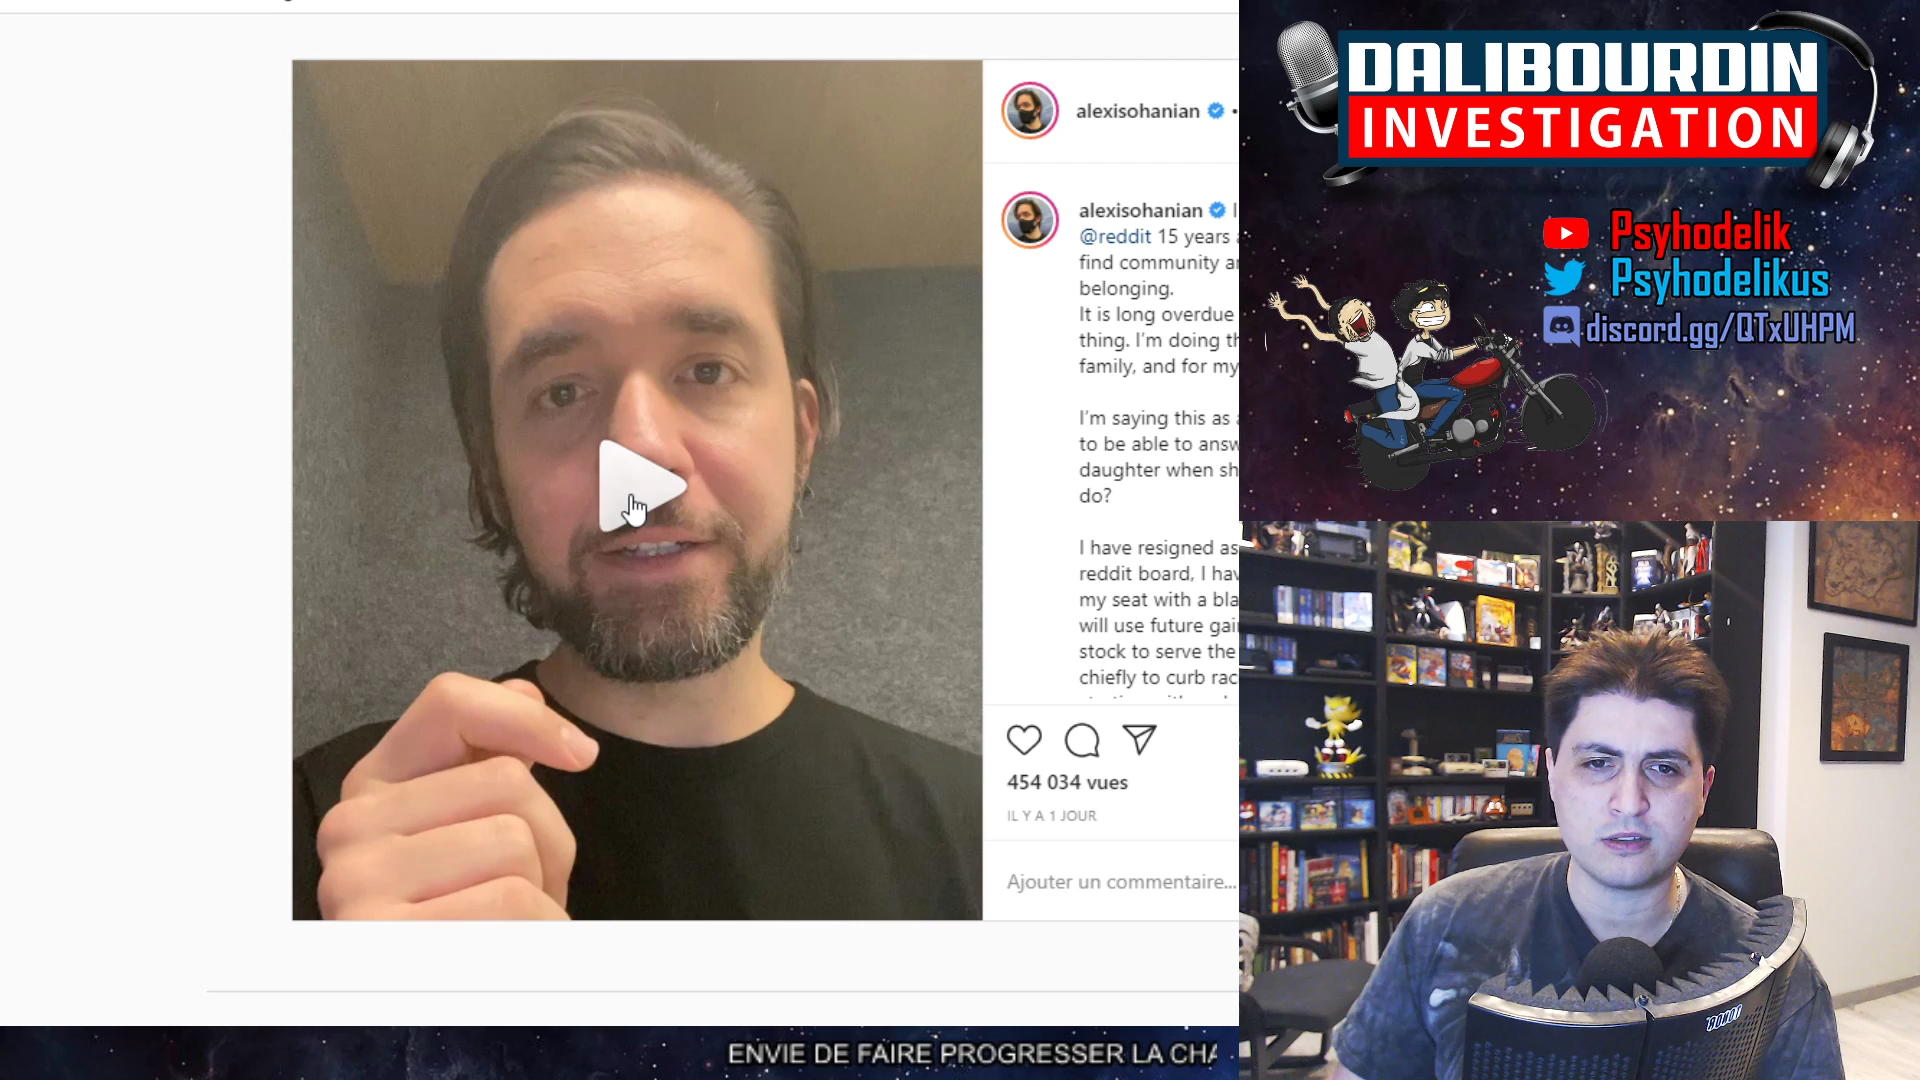 alexisohanian •
alexisohanian I
@reddit 15 years a
find community an
belonging.
It is long overdue
thing. I'm doing th
family, and for my
I'm saying this as a
to be able to answ
daughter when sh
do?
I have resigned as
reddit board, I hav
my seat with a bla
will use future gai
stock to serve the
chiefly to curb rac
454 034 vues
IL Y A 1 JOUR
Ajouter un commentaire...
DALIBOURDIN
INVESTIGATION
Psyhodelik
Psyhodelikus
discord.gg/QTxUHPM
ENVIE DE FAIRE PROGRESSER LA CHA